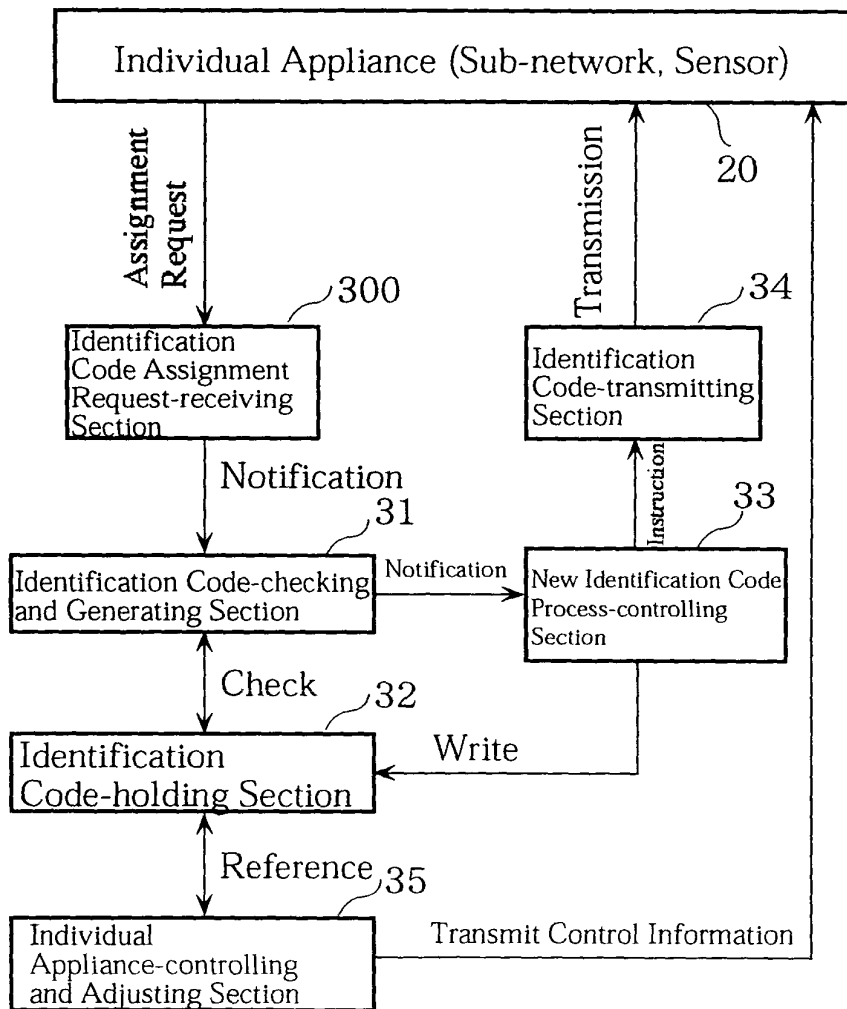 Individual Appliance (Sub-network, Sensor)
20
Assignment
Request
Transmission
300
34
Identification
Code Assignment
Request-receiving
Section
Identification
Code-transmitting
Section
Notification
Instruction
31
33
Identification Code-checking
and Generating Section
Notification
New Identification Code
Process-controlling
Section
Check
32
Write
Identification
Code-holding Section
Reference
35
Individual
Appliance-controlling
and Adjusting Section
Transmit Control Information